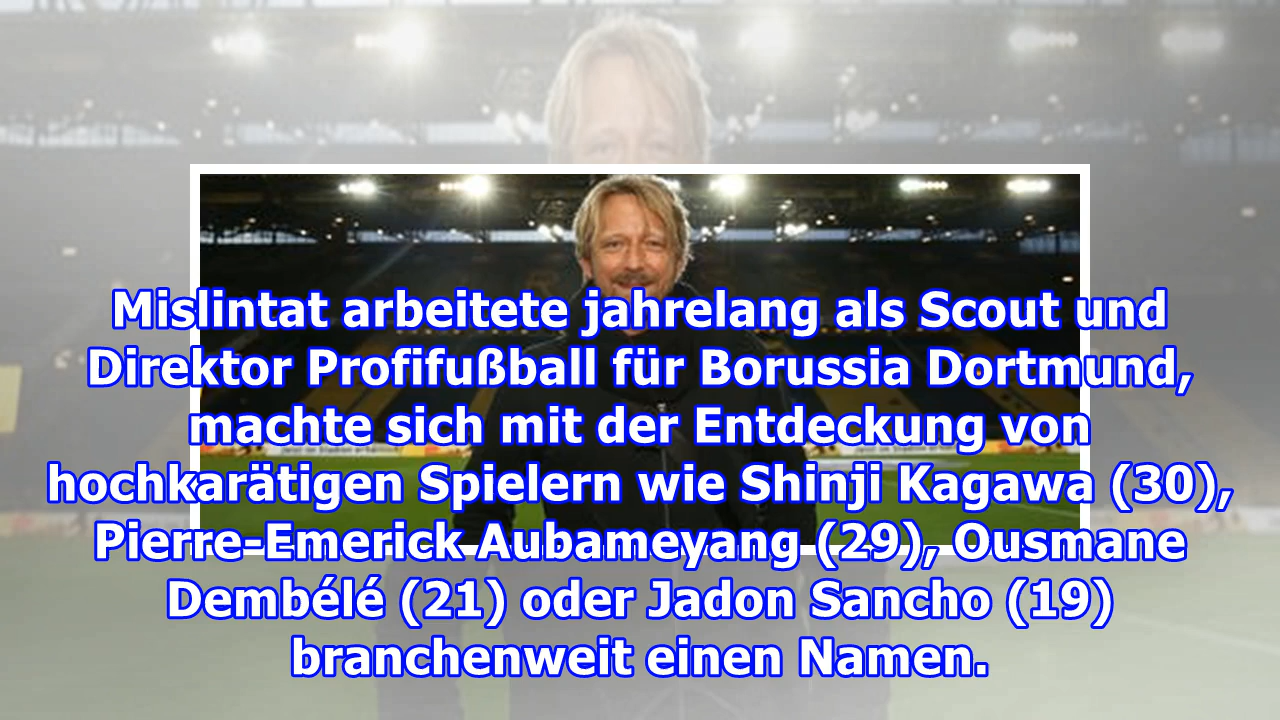 Mislintat arbeitete jahrelang als Scout und
Direktor Profifußball für Borussia Dortmund,
machte sich mit der Entdeckung von
hochkarätigen Spielern wie Shinji Kagawa (30),
Pierre-Emerick Aubameyang (29), Ousmane
Dembélé (21) oder Jadon Sancho (19)
branchenweit einen Namen.